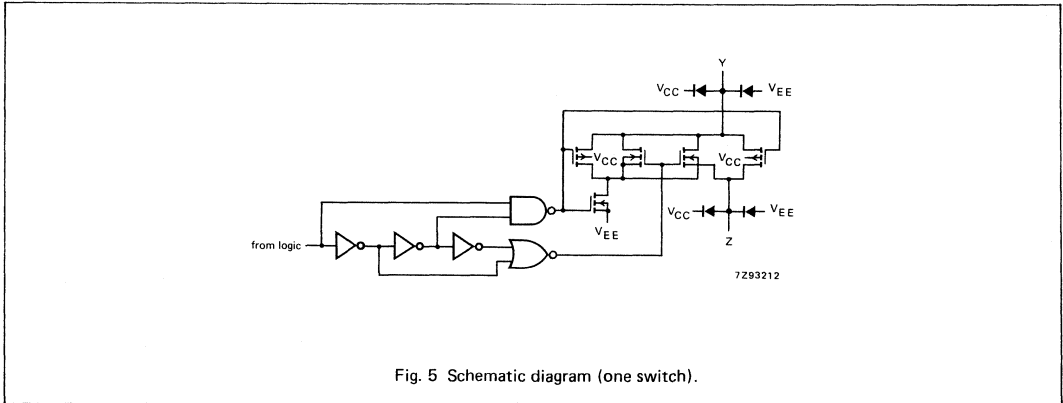 Y
VCC VEE
VCC VCC
VCC VEE
VEE
from logic
Z
7Z93212
Fig. 5 Schematic diagram (one switch).